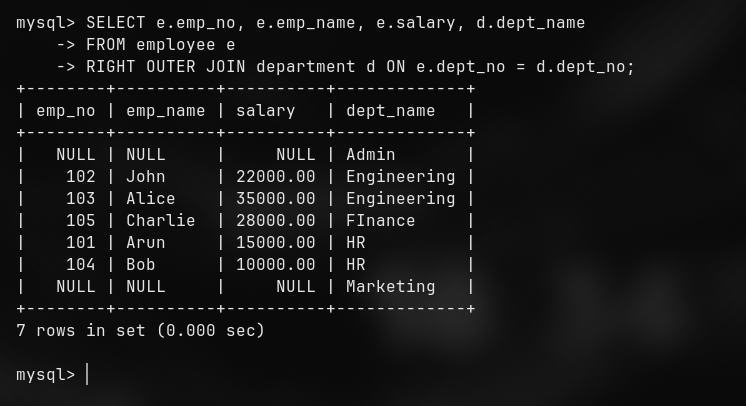 mysql> SELECT e.emp_no, e.emp_name, e.salary, d.dept_name
    -> FROM employee e
    -> RIGHT OUTER JOIN department d ON e.dept_no = d.dept_no;
+--------+----------+----------+-------------+
| emp_no | emp_name | salary   | dept_name   |
+--------+----------+----------+-------------+
|   NULL | NULL     |     NULL | Admin       |
|    102 | John     | 22000.00 | Engineering |
|    103 | Alice    | 35000.00 | Engineering |
|    105 | Charlie  | 28000.00 | FInance     |
|    101 | Arun     | 15000.00 | HR          |
|    104 | Bob      | 10000.00 | HR          |
|   NULL | NULL     |     NULL | Marketing   |
+--------+----------+----------+-------------+
7 rows in set (0.000 sec)

mysql>